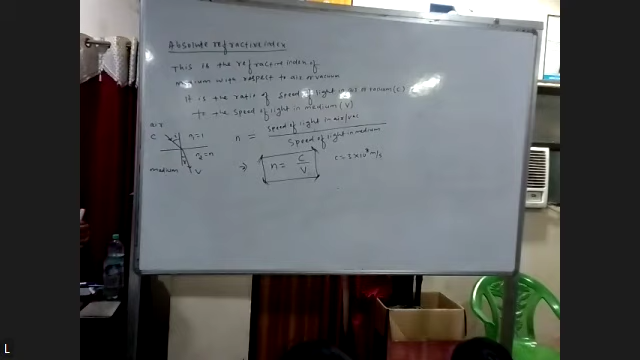 Absolute refractive index
This is the refractive index of
medium with respect to air or vacuum
It is the ratio of speed of light in air or vacuum (C)
to the speed of light in medium (V)
air
C i n₁=1
r n₂=n
medium V
n = speed of light in air/vac
speed of light in medium
⇒ n = C/V C = 3×10⁸ m/s
L